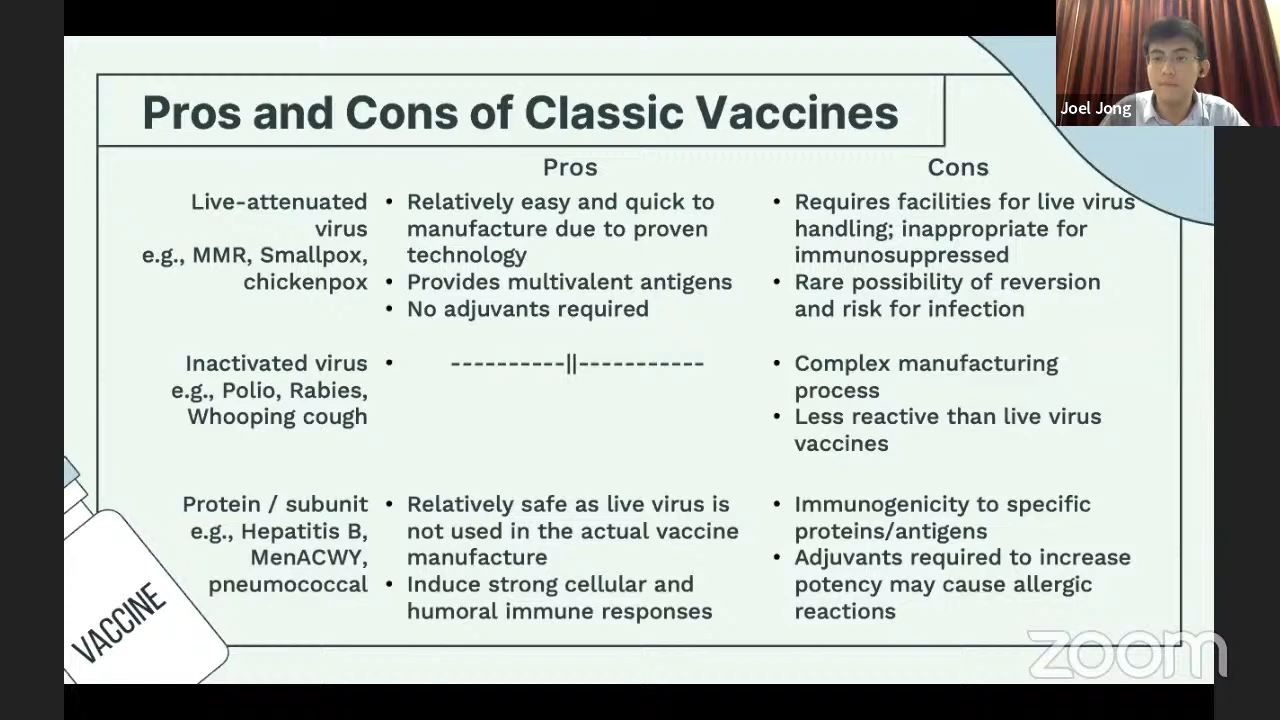 Pros and Cons of Classic Vaccines
Joel Jong
Pros
Cons
Live-attenuated
virus
e.g., MMR, Smallpox,
chickenpox
• Relatively easy and quick to
manufacture due to proven
technology
• Provides multivalent antigens
• No adjuvants required
• Requires facilities for live virus
handling; inappropriate for
immunosuppressed
• Rare possibility of reversion
and risk for infection
Inactivated virus
e.g., Polio, Rabies,
Whooping cough
• ----------||-----------
• Complex manufacturing
process
• Less reactive than live virus
vaccines
Protein / subunit
e.g., Hepatitis B,
MenACWY,
pneumococcal
• Relatively safe as live virus is
not used in the actual vaccine
manufacture
• Induce strong cellular and
humoral immune responses
• Immunogenicity to specific
proteins/antigens
• Adjuvants required to increase
potency may cause allergic
reactions
VACCINE
zoom